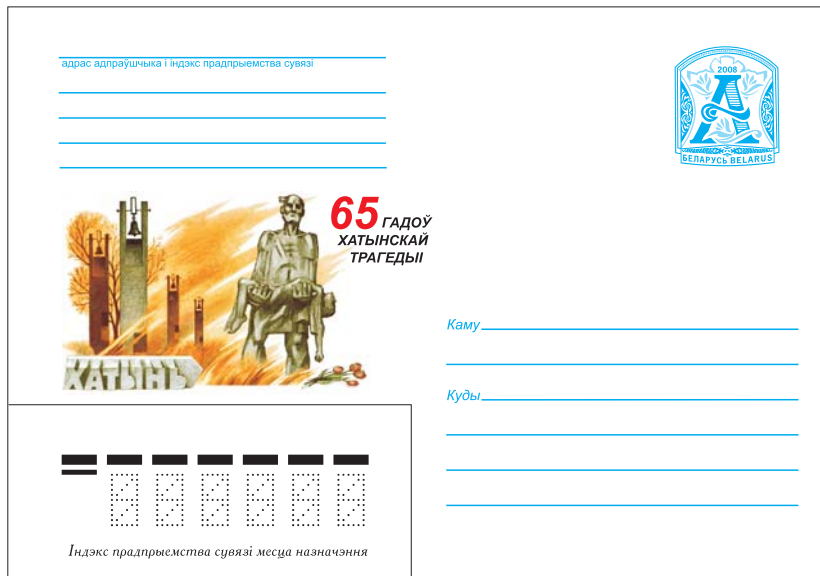 адрас адпраўшчыка і індэкс прадпрыемства сувязі
2008
А
БЕЛАРУСЬ BELARUS
65 ГАДОЎ
ХАТЫНСКАЙ
ТРАГЕДЫІ
ХАТЫНЬ
Каму
Куды
Індэкс прадпрыемства сувязі месца назначэння